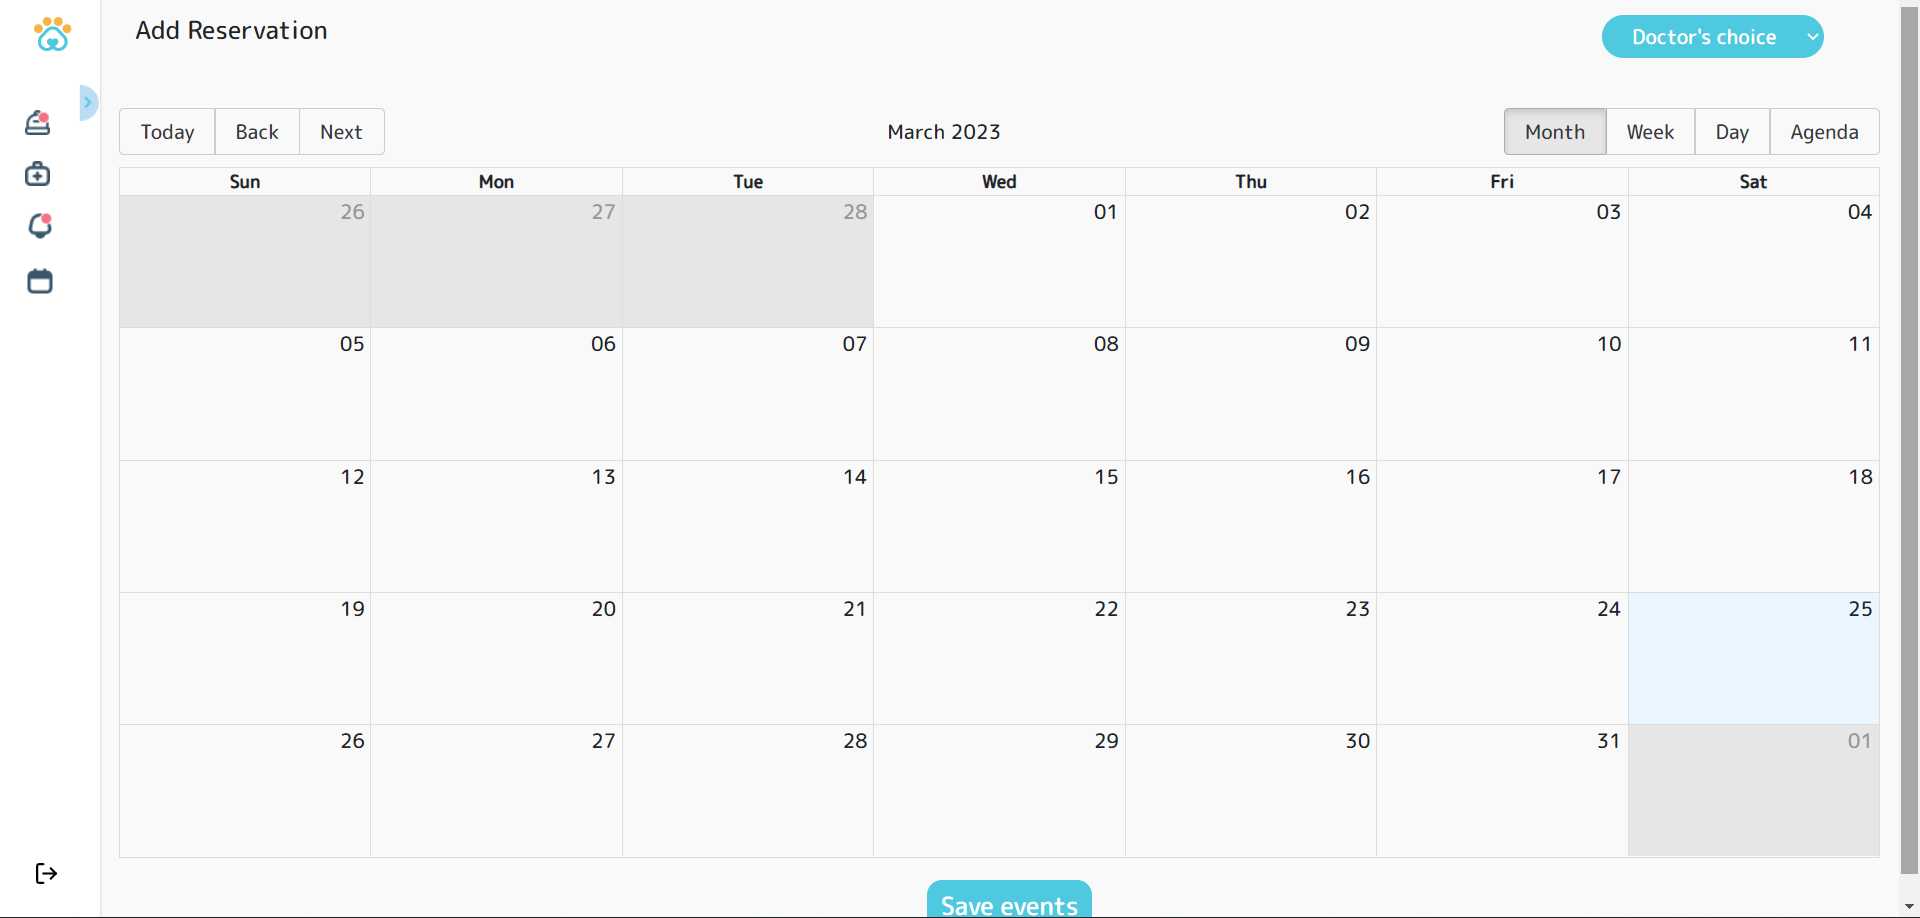 Add Reservation
Doctor's choice
Today Back Next
March 2023
Month Week Day Agenda
Sun Mon Tue Wed Thu Fri Sat
26 27 28 01 02 03 04
05 06 07 08 09 10 11
12 13 14 15 16 17 18
19 20 21 22 23 24 25
26 27 28 29 30 31 01
Save events